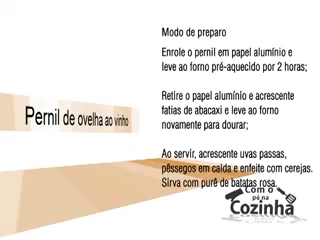 Modo de preparo
Enrole o pernil em papel alumínio e
leve ao forno pré-aquecido por 2 horas;
Retire o papel alumínio e acrescente
fatias de abacaxi e leve ao forno
novamente para dourar;
Ao servir, acrescente uvas passas,
pêssegos em calda e enfeite com cerejas.
Sirva com purê de batatas rosa.
Pernil de ovelha ao vinho
Com o
pé na
Cozinha